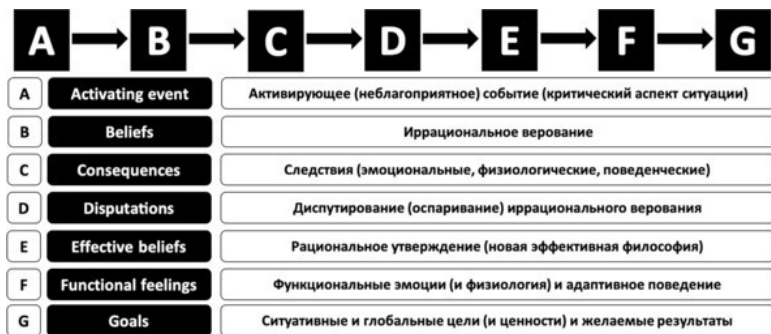 A B C D E F G
A Activating event Активирующее (неблагоприятное) событие (критический аспект ситуации)
B Beliefs Иррациональное верование
C Consequences Следствия (эмоциональные, физиологические, поведенческие)
D Disputations Диспутирование (оспаривание) иррационального верования
E Effective beliefs Рациональное утверждение (новая эффективная философия)
F Functional feelings Функциональные эмоции (и физиология) и адаптивное поведение
G Goals Ситуативные и глобальные цели (и ценности) и желаемые результаты